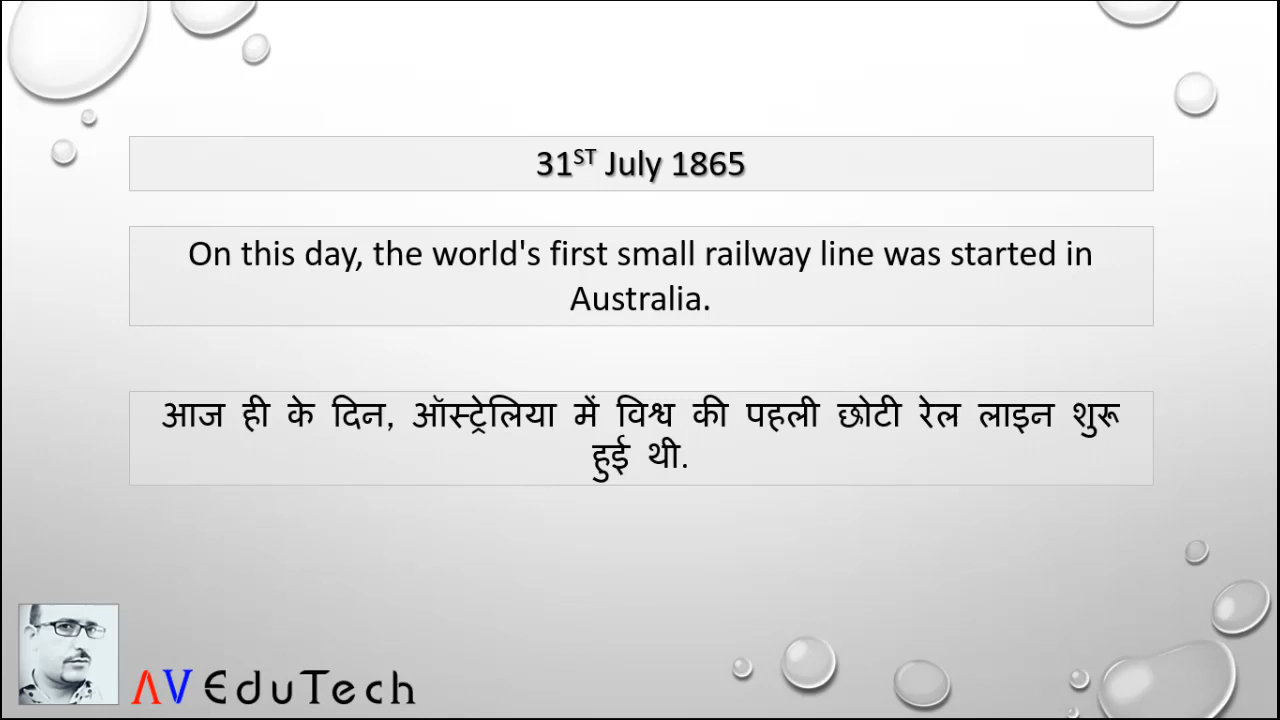 31ST July 1865
On this day, the world's first small railway line was started in
Australia.
आज ही के दिन, ऑस्ट्रेलिया में विश्व की पहली छोटी रेल लाइन शुरू
हुई थी.
AV EduTech